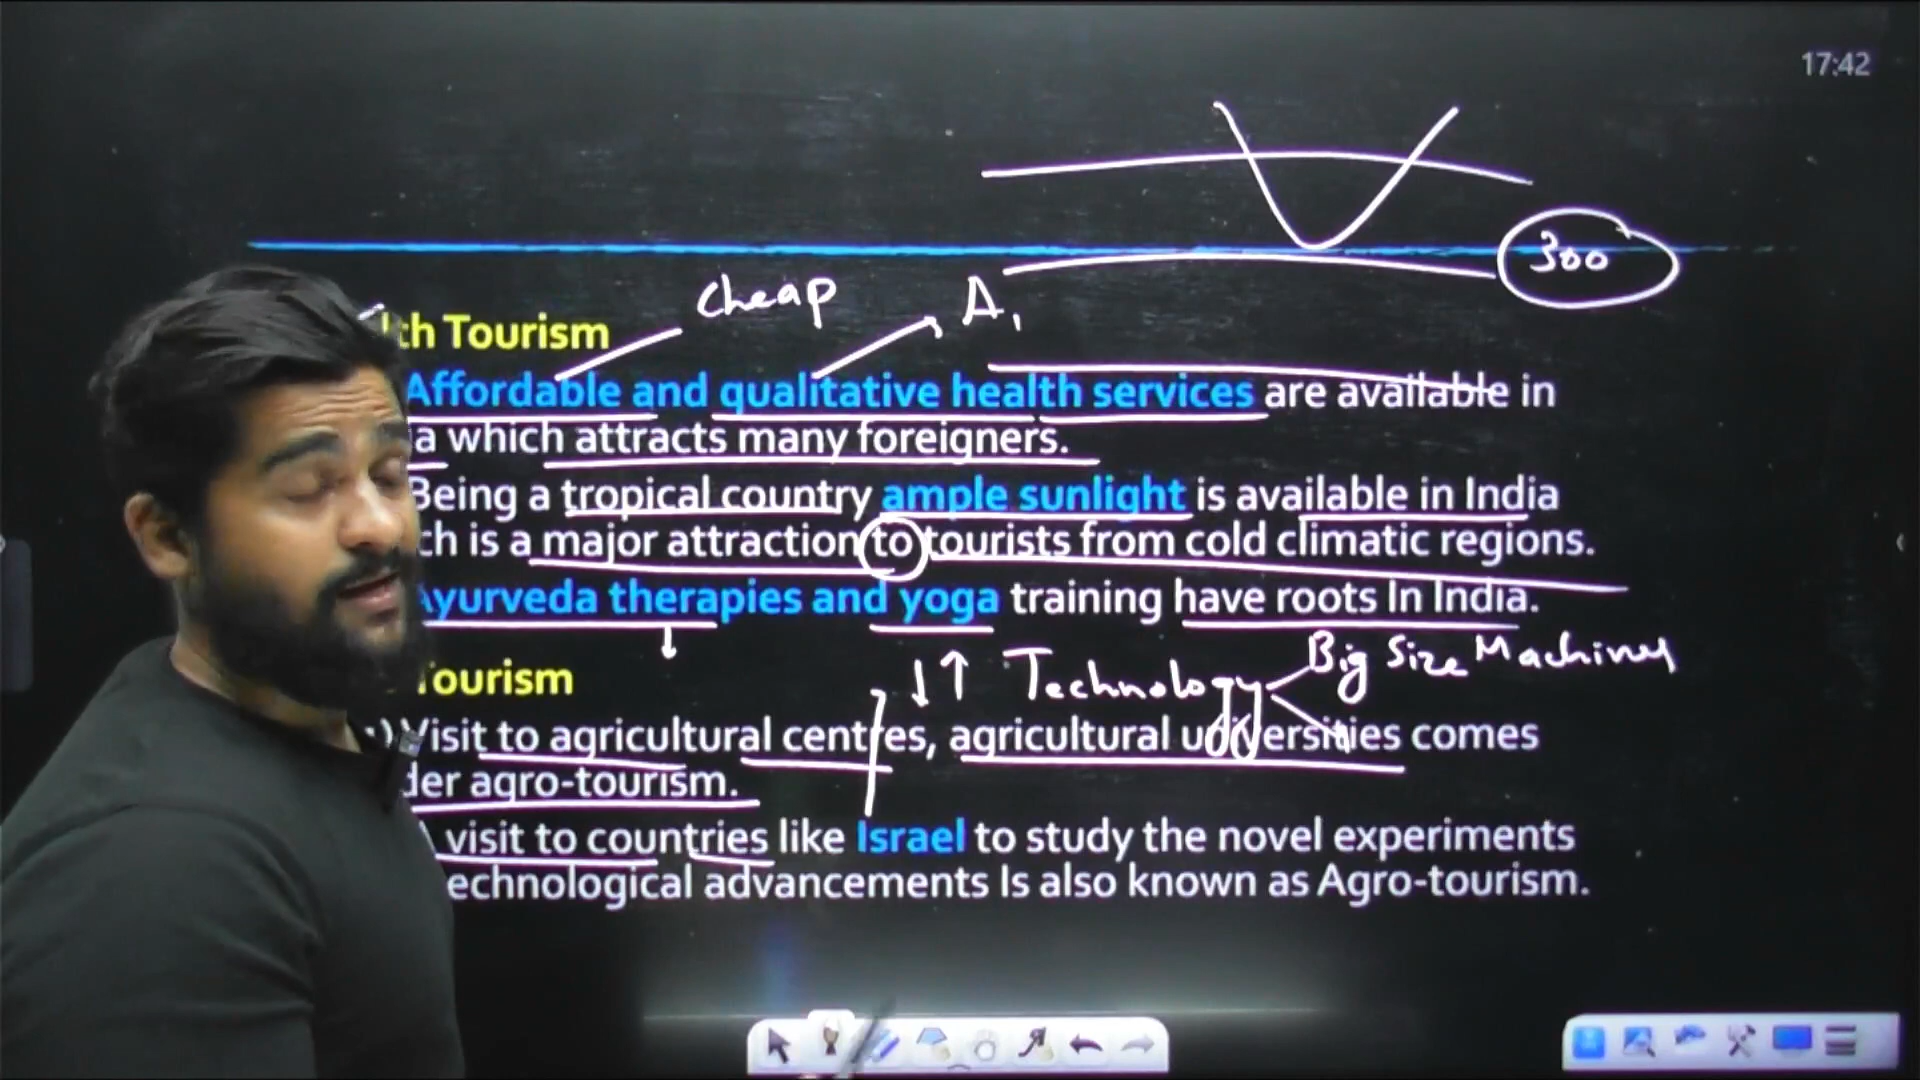 17:42
300
Cheap A1
lth Tourism
Affordable and qualitative health services are available in
a which attracts many foreigners.
Being a tropical country ample sunlight is available in India
ch is a major attraction to tourists from cold climatic regions.
Ayurveda therapies and yoga training have roots In India.
Big Size Machinery
Tourism ↓↑ Technology
Visit to agricultural centres, agricultural universities comes
der agro-tourism.
A visit to countries like Israel to study the novel experiments
echnological advancements Is also known as Agro-tourism.